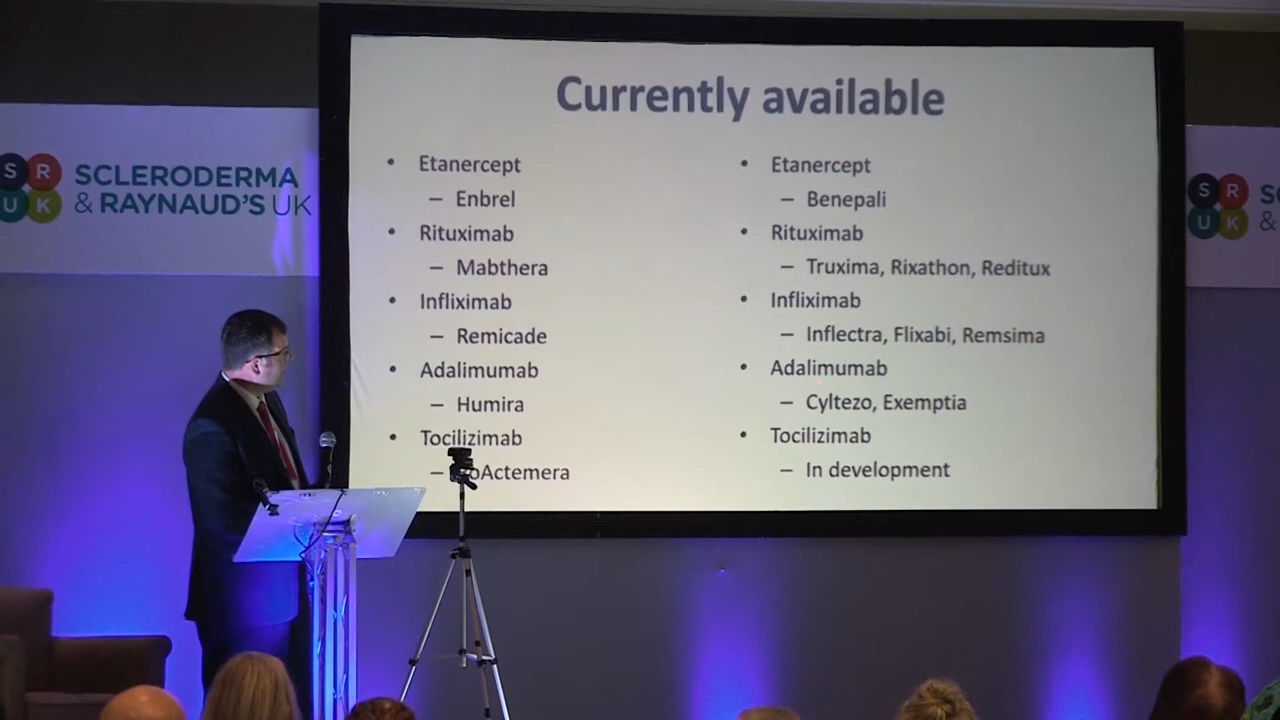 Currently available
• Etanercept
– Enbrel
• Rituximab
– Mabthera
• Infliximab
– Remicade
• Adalimumab
– Humira
• Tocilizimab
– oActemera
• Etanercept
– Benepali
• Rituximab
– Truxima, Rixathon, Reditux
• Infliximab
– Inflectra, Flixabi, Remsima
• Adalimumab
– Cyltezo, Exemptia
• Tocilizimab
– In development
S R
U K
SCLERODERMA
& RAYNAUD'S UK
S R
U K
S
&